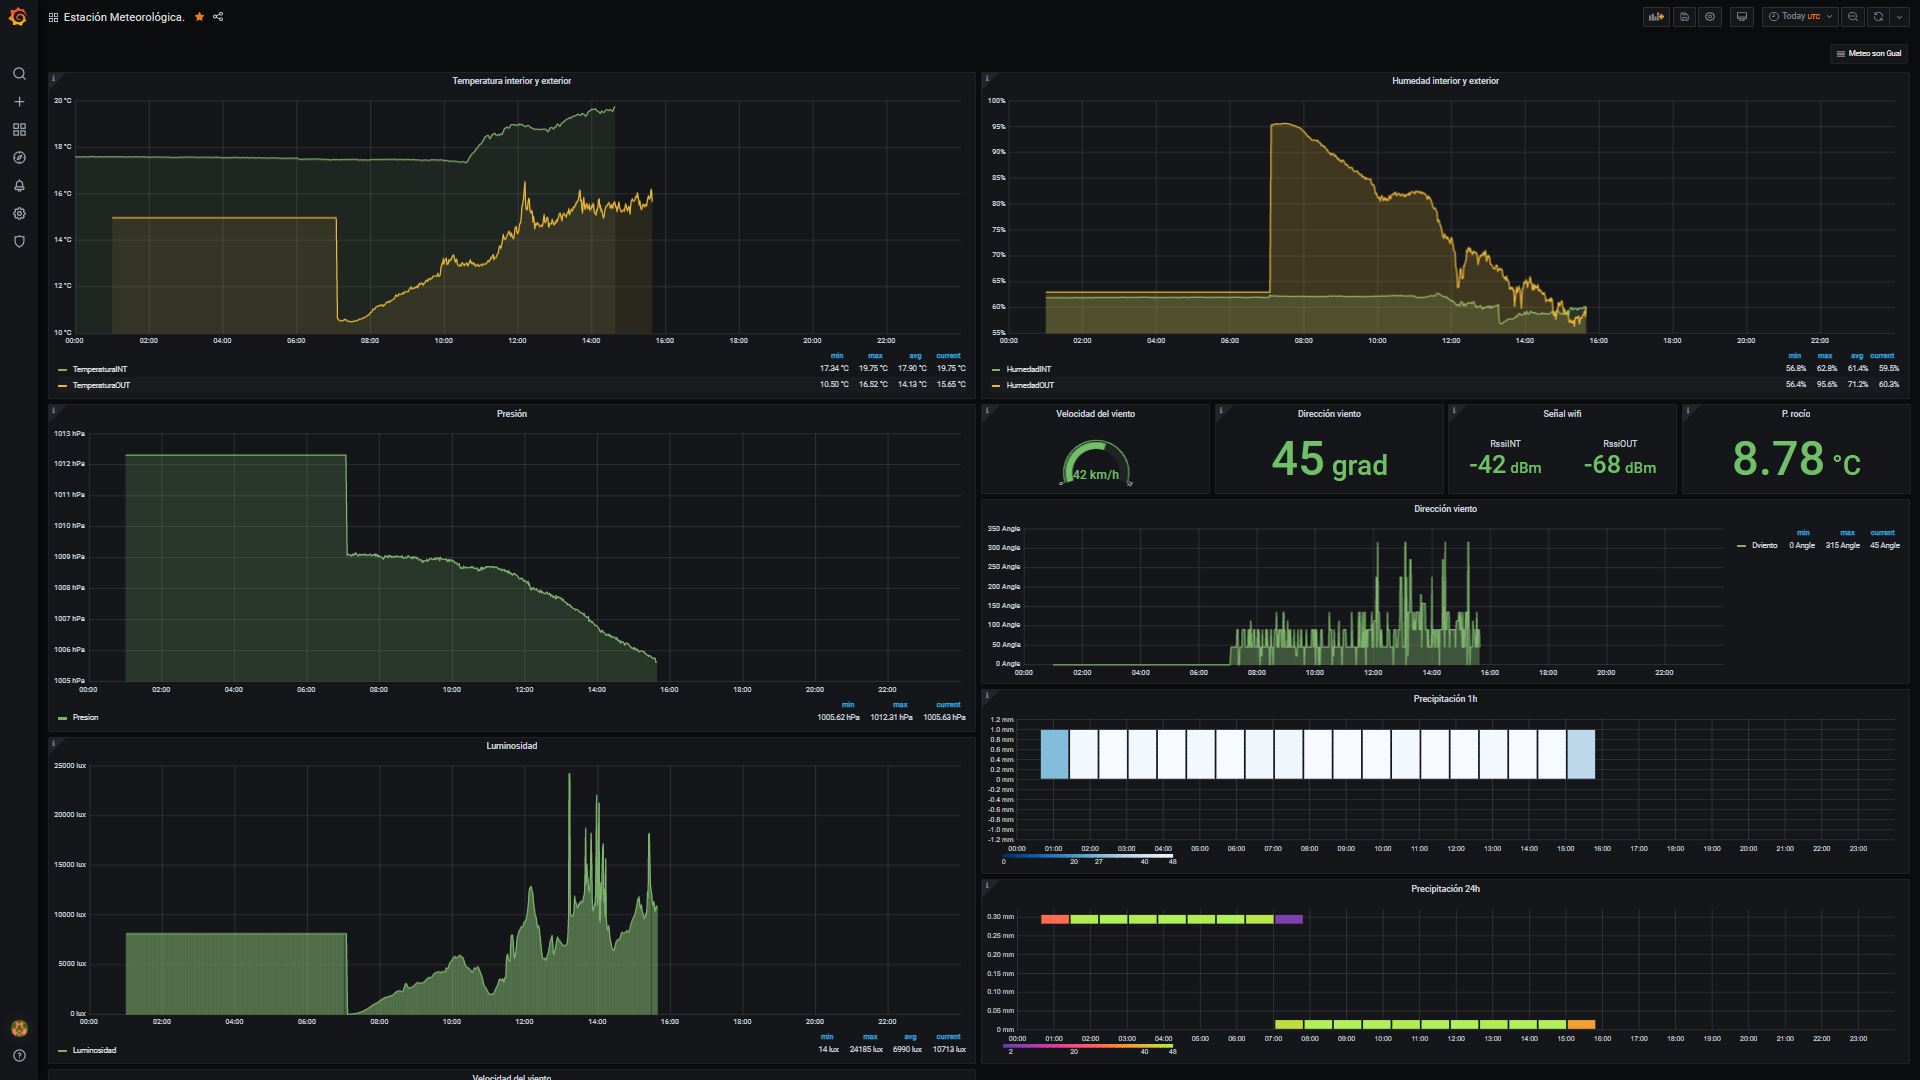 Estación Meteorológica.
Today UTC
Meteo son Gual
Temperatura interior y exterior
20 °C
18 °C
16 °C
14 °C
12 °C
10 °C
00:00 02:00 04:00 06:00 08:00 10:00 12:00 14:00 16:00 18:00 20:00 22:00
min max avg current
TemperaturaINT 17.34 °C 19.75 °C 17.90 °C 19.75 °C
TemperaturaOUT 10.50 °C 16.52 °C 14.13 °C 15.65 °C
Humedad interior y exterior
100%
95%
90%
85%
80%
75%
70%
65%
60%
55%
00:00 02:00 04:00 06:00 08:00 10:00 12:00 14:00 16:00 18:00 20:00 22:00
min max avg current
HumedadINT 56.8% 62.8% 61.4% 59.5%
HumedadOUT 56.4% 95.6% 71.2% 60.3%
Presión
1013 hPa
1012 hPa
1011 hPa
1010 hPa
1009 hPa
1008 hPa
1007 hPa
1006 hPa
1005 hPa
00:00 02:00 04:00 06:00 08:00 10:00 12:00 14:00 16:00 18:00 20:00 22:00
min max current
Presion 1005.62 hPa 1012.31 hPa 1005.63 hPa
Velocidad del viento
42 km/h
Dirección viento
45 grad
Señal wifi
RssiINT RssiOUT
-42 dBm -68 dBm
P. rocío
8.78 °C
Dirección viento
350 Angle
300 Angle
250 Angle
200 Angle
150 Angle
100 Angle
50 Angle
0 Angle
00:00 02:00 04:00 06:00 08:00 10:00 12:00 14:00 16:00 18:00 20:00 22:00
min max current
Dviento 0 Angle 315 Angle 45 Angle
Precipitación 1h
1.2 mm
1.0 mm
0.8 mm
0.6 mm
0.4 mm
0.2 mm
0 mm
-0.2 mm
-0.4 mm
-0.6 mm
-0.8 mm
-1.0 mm
-1.2 mm
00:00 01:00 02:00 03:00 04:00 05:00 06:00 07:00 08:00 09:00 10:00 11:00 12:00 13:00 14:00 15:00 16:00 17:00 18:00 19:00 20:00 21:00 22:00 23:00
0 20 27 40 48
Luminosidad
25000 lux
20000 lux
15000 lux
10000 lux
5000 lux
0 lux
00:00 02:00 04:00 06:00 08:00 10:00 12:00 14:00 16:00 18:00 20:00 22:00
min max avg current
Luminosidad 14 lux 24185 lux 6990 lux 10713 lux
Precipitación 24h
0.30 mm
0.25 mm
0.20 mm
0.15 mm
0.10 mm
0.05 mm
0 mm
00:00 01:00 02:00 03:00 04:00 05:00 06:00 07:00 08:00 09:00 10:00 11:00 12:00 13:00 14:00 15:00 16:00 17:00 18:00 19:00 20:00 21:00 22:00 23:00
2 20 40 48
Velocidad del viento